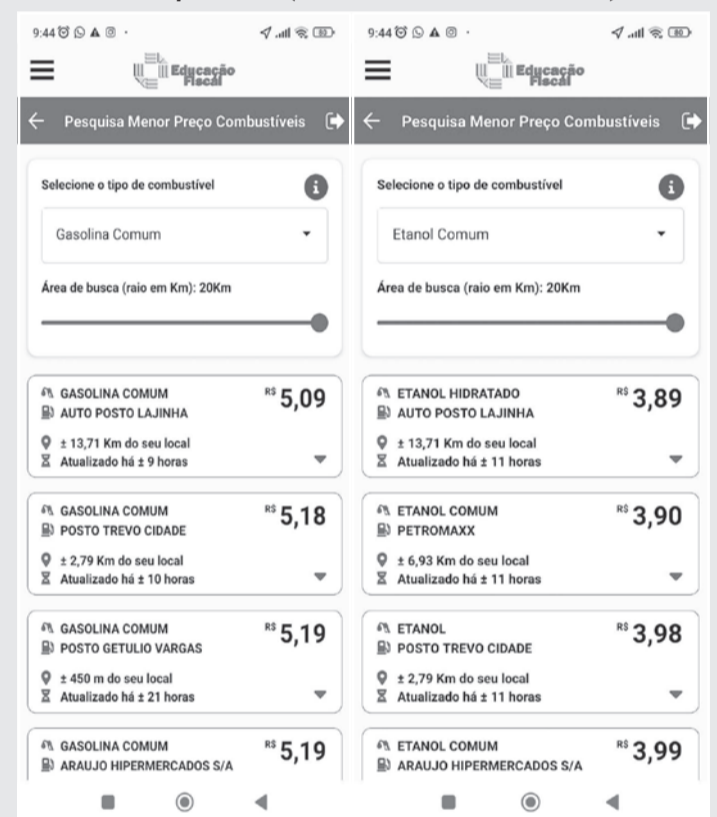 9:44
80
Educação
Fiscal
Pesquisa Menor Preço Combustíveis
Selecione o tipo de combustível
Gasolina Comum
Área de busca (raio em Km): 20Km
GASOLINA COMUM
AUTO POSTO LAJINHA
R$ 5,09
± 13,71 Km do seu local
Atualizado há ± 9 horas
GASOLINA COMUM
POSTO TREVO CIDADE
R$ 5,18
± 2,79 Km do seu local
Atualizado há ± 10 horas
GASOLINA COMUM
POSTO GETULIO VARGAS
R$ 5,19
± 450 m do seu local
Atualizado há ± 21 horas
GASOLINA COMUM
ARAUJO HIPERMERCADOS S/A
R$ 5,19
9:44
80
Educação
Fiscal
Pesquisa Menor Preço Combustíveis
Selecione o tipo de combustível
Etanol Comum
Área de busca (raio em Km): 20Km
ETANOL HIDRATADO
AUTO POSTO LAJINHA
R$ 3,89
± 13,71 Km do seu local
Atualizado há ± 11 horas
ETANOL COMUM
PETROMAXX
R$ 3,90
± 6,93 Km do seu local
Atualizado há ± 11 horas
ETANOL
POSTO TREVO CIDADE
R$ 3,98
± 2,79 Km do seu local
Atualizado há ± 11 horas
ETANOL COMUM
ARAUJO HIPERMERCADOS S/A
R$ 3,99